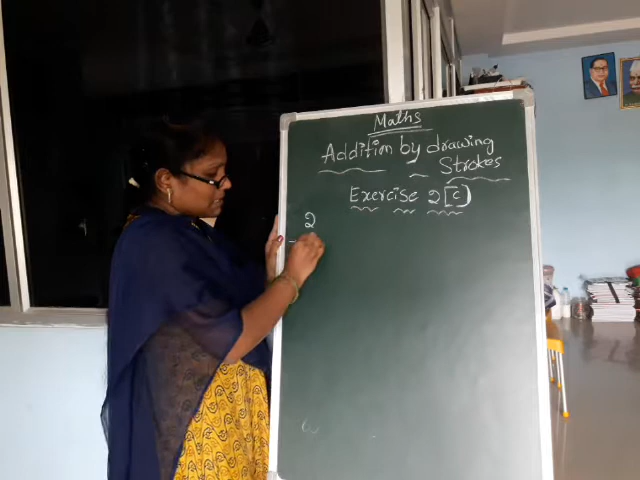 Maths
Addition by drawing
Strokes
Exercise 2[c]
2